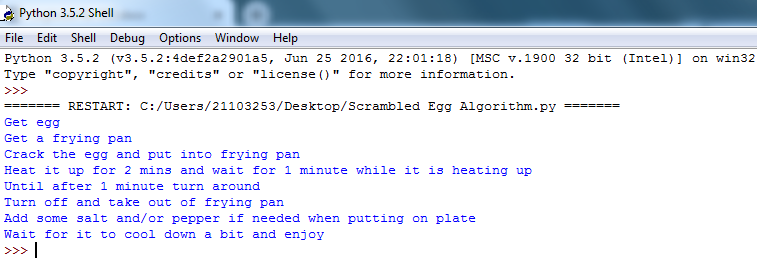 Python 3.5.2 Shell
File Edit Shell Debug Options Window Help
Python 3.5.2 (v3.5.2:4def2a2901a5, Jun 25 2016, 22:01:18) [MSC v.1900 32 bit (Intel)] on win32
Type "copyright", "credits" or "license()" for more information.
>>>
======= RESTART: C:/Users/21103253/Desktop/Scrambled Egg Algorithm.py =======
Get egg
Get a frying pan
Crack the egg and put into frying pan
Heat it up for 2 mins and wait for 1 minute while it is heating up
Until after 1 minute turn around
Turn off and take out of frying pan
Add some salt and/or pepper if needed when putting on plate
Wait for it to cool down a bit and enjoy
>>>